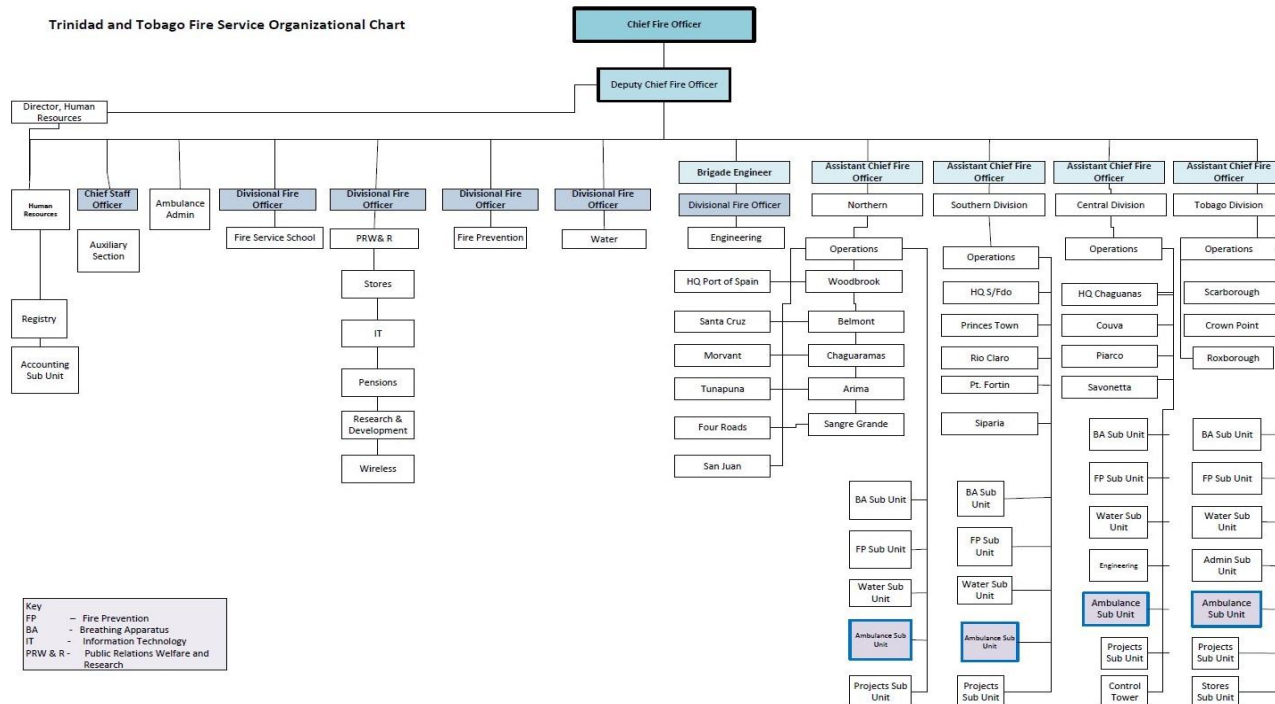 Trinidad and Tobago Fire Service Organizational Chart
Chief Fire Officer
Deputy Chief Fire Officer
Director, Human
Resources
Human
Resources
Registry
Accounting
Sub Unit
Chief Staff
Officer
Auxiliary
Section
Ambulance
Admin
Divisional Fire
Officer
Fire Service School
Divisional Fire
Officer
PRW& R
Stores
IT
Pensions
Research &
Development
Wireless
Divisional Fire
Officer
Fire Prevention
Divisional Fire
Officer
Water
Brigade Engineer
Divisional Fire Officer
Engineering
Assistant Chief Fire
Officer
Northern
Operations
HQ Port of Spain
Woodbrook
Santa Cruz
Belmont
Morvant
Chaguaramas
Tunapuna
Arima
Four Roads
Sangre Grande
San Juan
BA Sub Unit
FP Sub Unit
Water Sub
Unit
Ambulance Sub
Unit
Projects Sub
Unit
Assistant Chief Fire
Officer
Southern Division
Operations
HQ S/Fdo
Princes Town
Rio Claro
Pt. Fortin
Siparia
BA Sub
Unit
FP Sub
Unit
Water Sub
Unit
Ambulance Sub
Unit
Projects Sub
Unit
Assistant Chief Fire
Officer
Central Division
Operations
HQ Chaguanas
Couva
Piarco
Savonetta
BA Sub Unit
FP Sub Unit
Water Sub
Unit
Engineering
Ambulance
Sub Unit
Projects
Sub Unit
Control
Tower
Assistant Chief Fire
Officer
Tobago Division
Operations
Scarborough
Crown Point
Roxborough
BA Sub Unit
FP Sub Unit
Water Sub
Unit
Admin Sub
Unit
Ambulance
Sub Unit
Projects
Sub Unit
Stores
Sub Unit
Key
FP – Fire Prevention
BA - Breathing Apparatus
IT - Information Technology
PRW & R - Public Relations Welfare and
Research